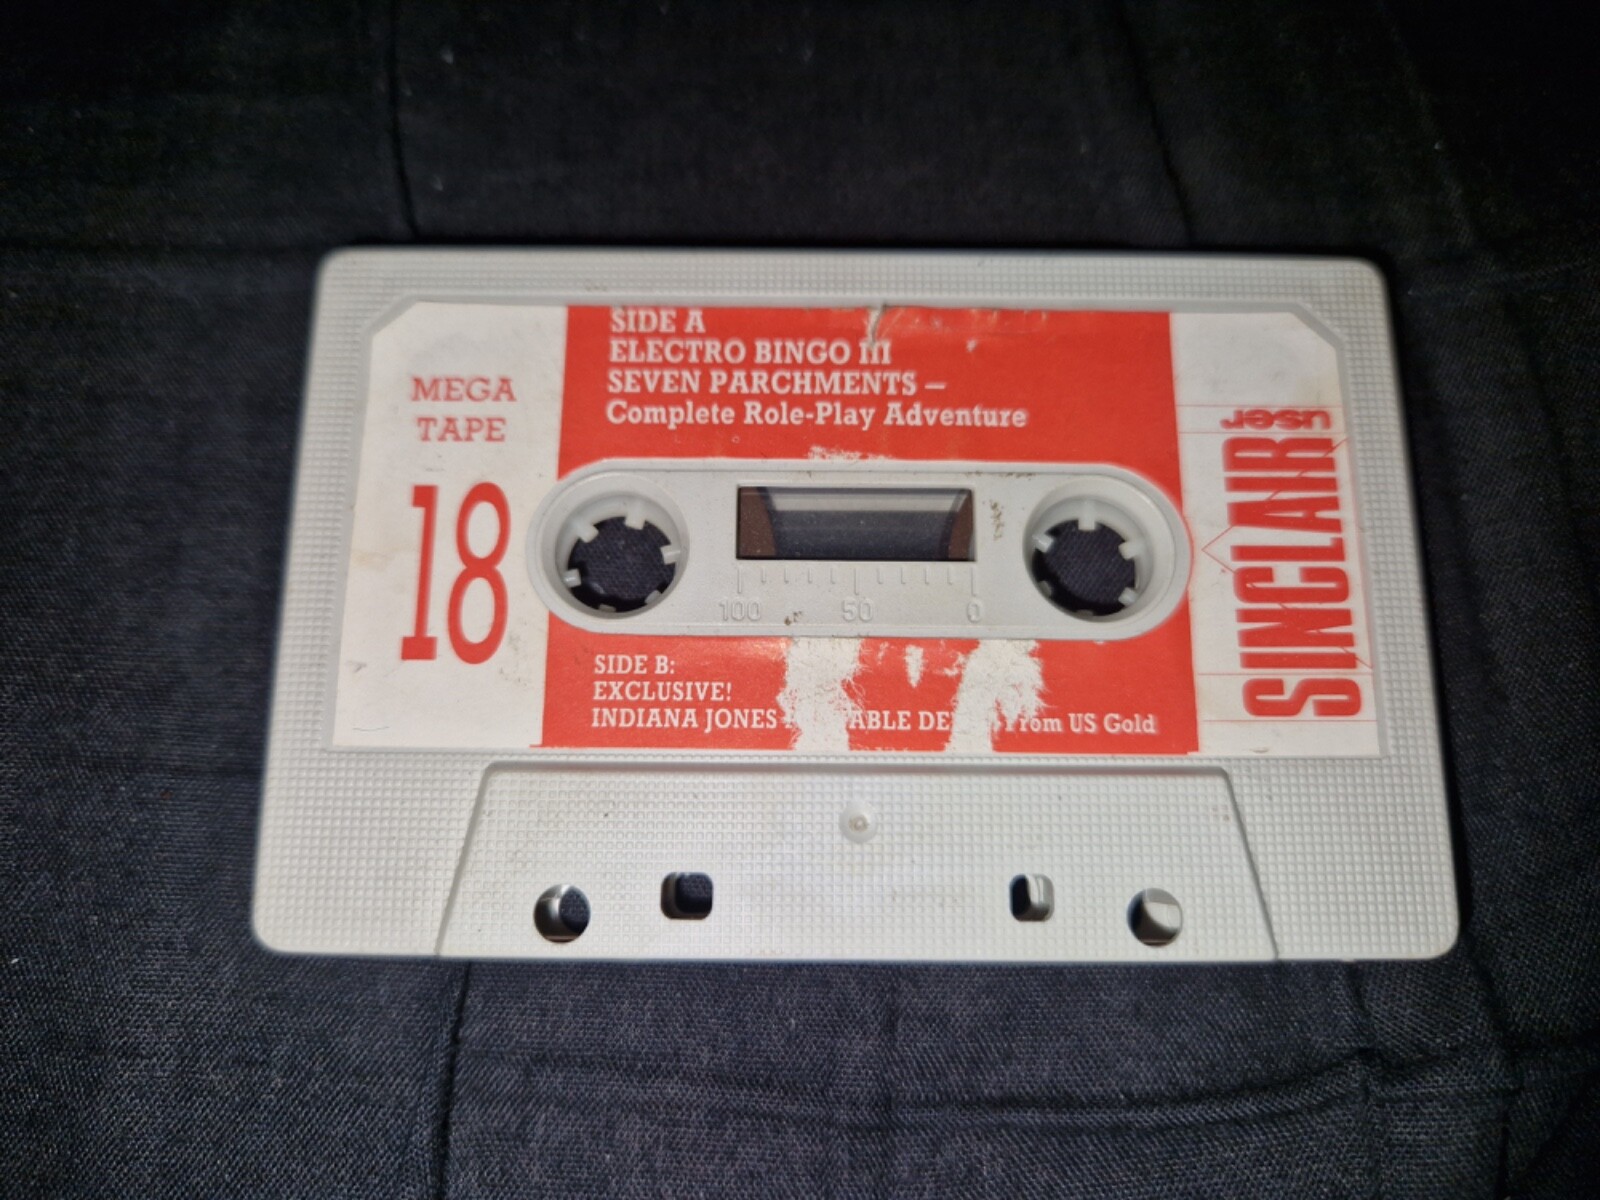 MEGA
TAPE
18
SIDE A
ELECTRO BINGO III
SEVEN PARCHMENTS –
Complete Role-Play Adventure
100 50 0
SIDE B:
EXCLUSIVE!
INDIANA JONES from US Gold
SINCLAIR
user